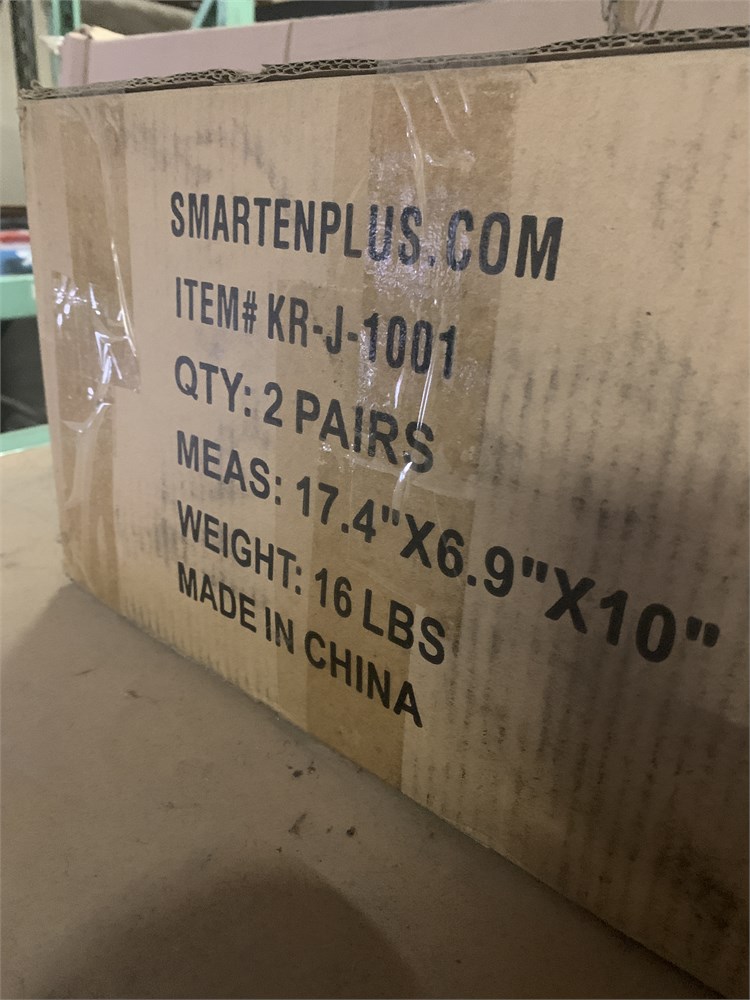 SMARTENPLUS.COM
ITEM# KR-J-1001
QTY: 2 PAIRS
MEAS: 17.4"X6.9"X10"
WEIGHT: 16 LBS
MADE IN CHINA